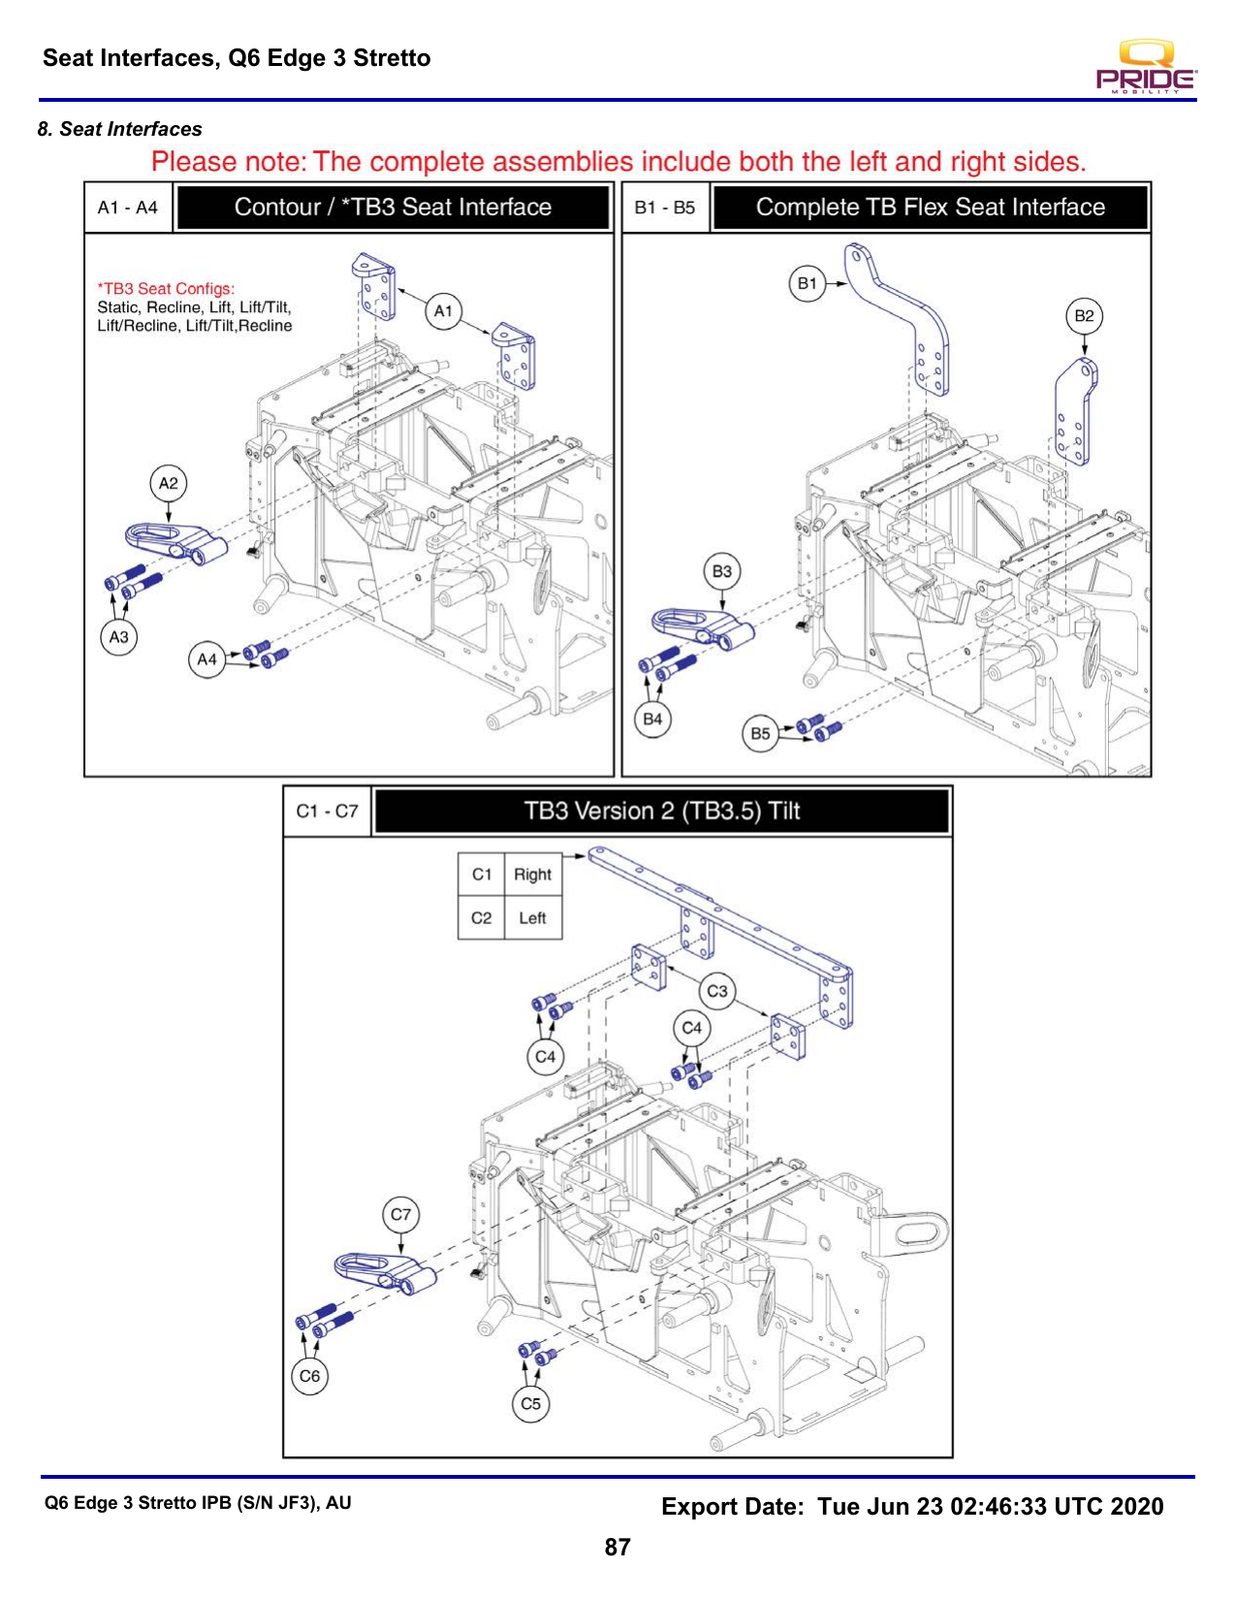 Seat Interfaces, Q6 Edge 3 Stretto
PRIDE
MOBILITY
8. Seat Interfaces
Please note: The complete assemblies include both the left and right sides.
A1 - A4
Contour / *TB3 Seat Interface
*TB3 Seat Configs:
Static, Recline, Lift, Lift/Tilt,
Lift/Recline, Lift/Tilt,Recline
A1
A2
A3
A4
B1 - B5
Complete TB Flex Seat Interface
B1
B2
B3
B4
B5
C1 - C7
TB3 Version 2 (TB3.5) Tilt
C1 Right
C2 Left
C3
C4
C4
C7
C6
C5
Q6 Edge 3 Stretto IPB (S/N JF3), AU
Export Date: Tue Jun 23 02:46:33 UTC 2020
87